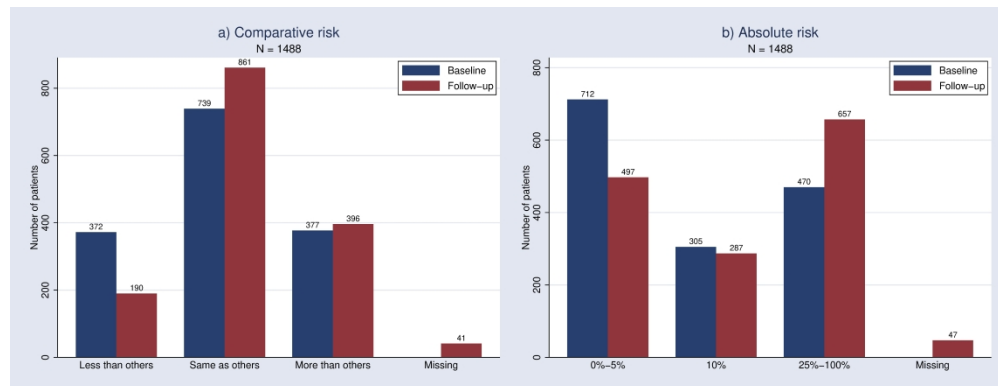 a) Comparative risk
N = 1488
Baseline
Follow-up
Number of patients
0
200
400
600
800
372
190
739
861
377
396
41
Less than others
Same as others
More than others
Missing
b) Absolute risk
N = 1488
Baseline
Follow-up
Number of patients
0
200
400
600
800
712
497
305
287
470
657
47
0%-5%
10%
25%-100%
Missing